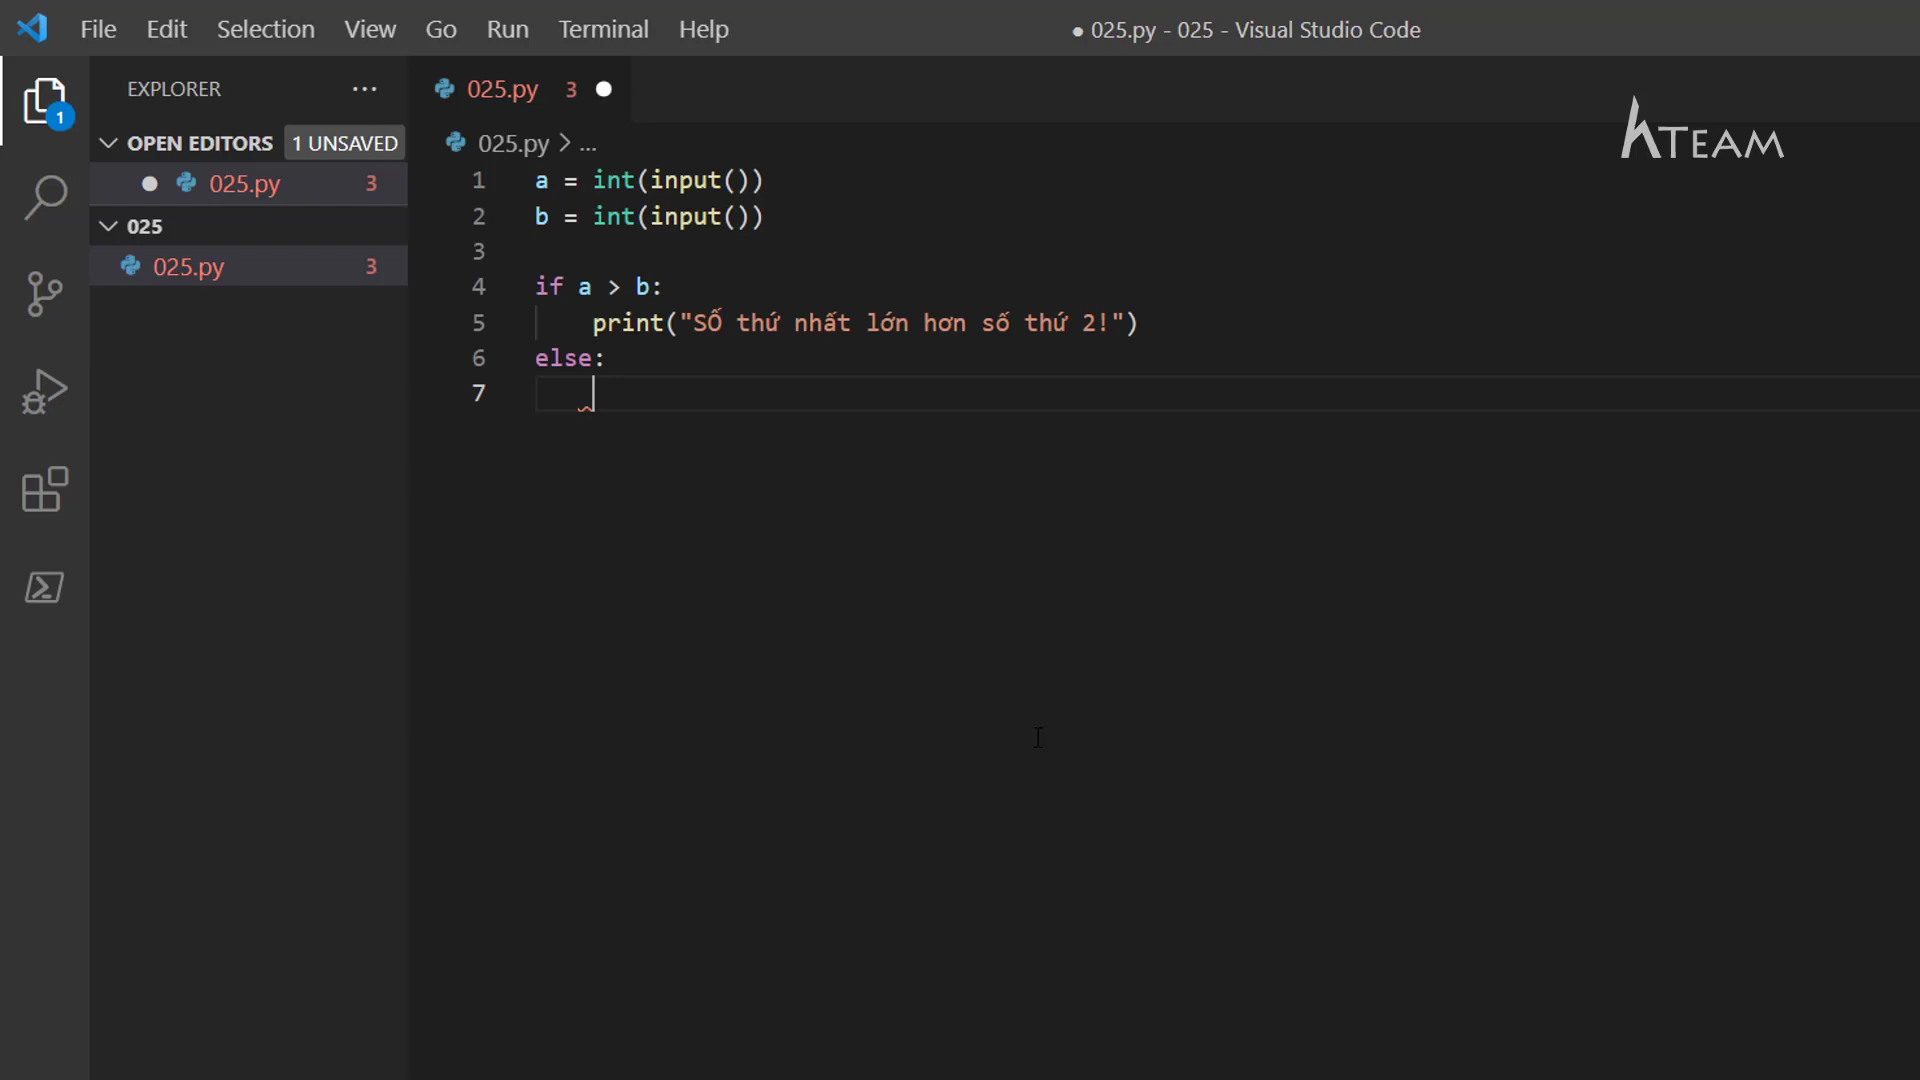 File Edit Selection View Go Run Terminal Help
● 025.py - 025 - Visual Studio Code
EXPLORER ...
1
OPEN EDITORS 1 UNSAVED
● 025.py 3
025
025.py 3
025.py 3 ●
KTEAM
025.py > ...
1 a = int(input())
2 b = int(input())
3
4 if a > b:
5 print("SỐ thứ nhất lớn hơn số thứ 2!")
6 else:
7